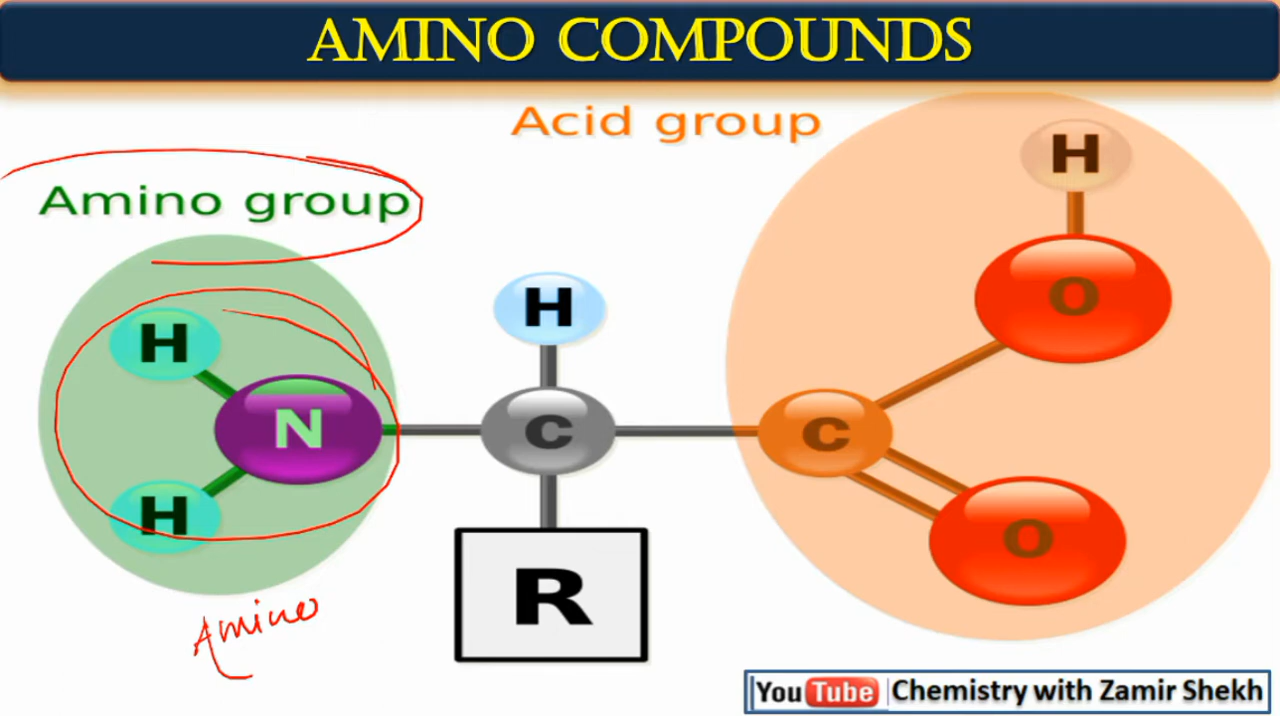 AMINO COMPOUNDS
Acid group
Amino group
H
H
H
O
H
N
C
C
H
O
R
Amino
YouTube Chemistry with Zamir Shekh